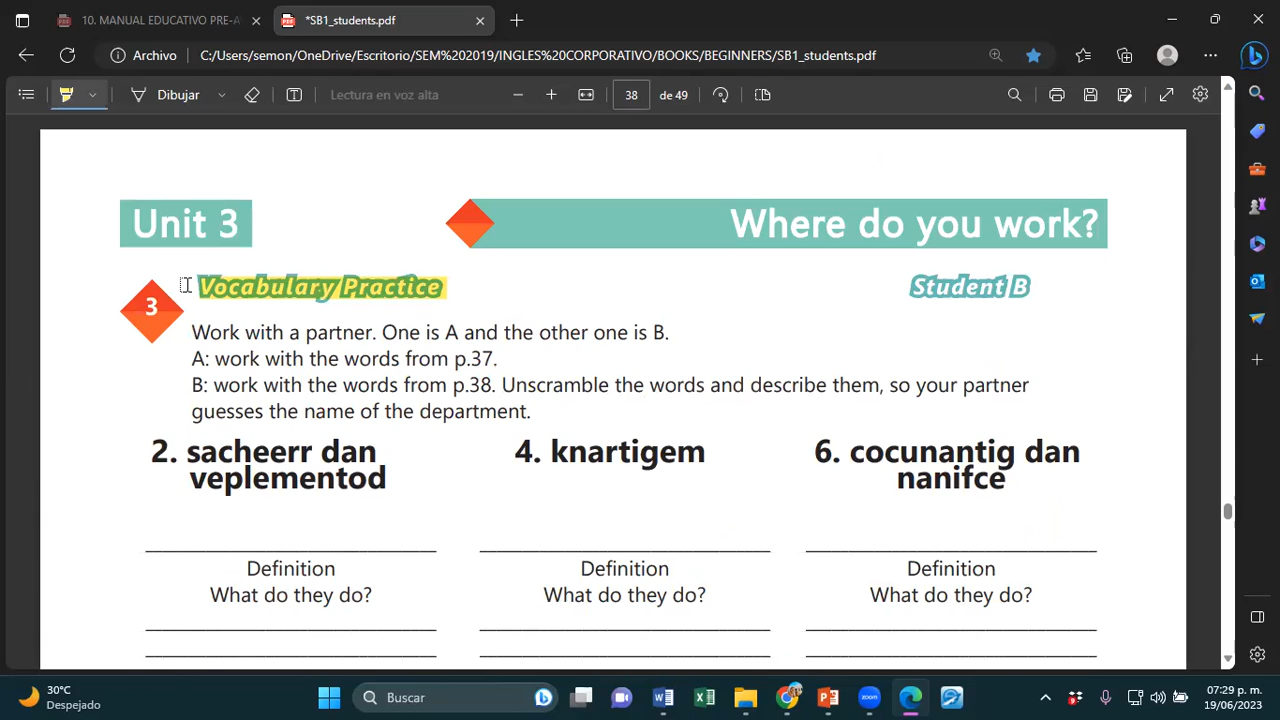 10. MANUAL EDUCATIVO PRE-A
*SB1_students.pdf
Archivo
C:/Users/semon/OneDrive/Escritorio/SEM%202019/INGLES%20CORPORATIVO/BOOKS/BEGINNERS/SB1_students.pdf
Dibujar
Lectura en voz alta
38
de 49
Unit 3
Where do you work?
3
Vocabulary Practice
Student B
Work with a partner. One is A and the other one is B.
A: work with the words from p.37.
B: work with the words from p.38. Unscramble the words and describe them, so your partner
guesses the name of the department.
2. sacheerr dan
veplementod
4. knartigem
6. cocunantig dan
nanifce
Definition
What do they do?
Definition
What do they do?
Definition
What do they do?
30°C
Despejado
Buscar
07:29 p. m.
19/06/2023